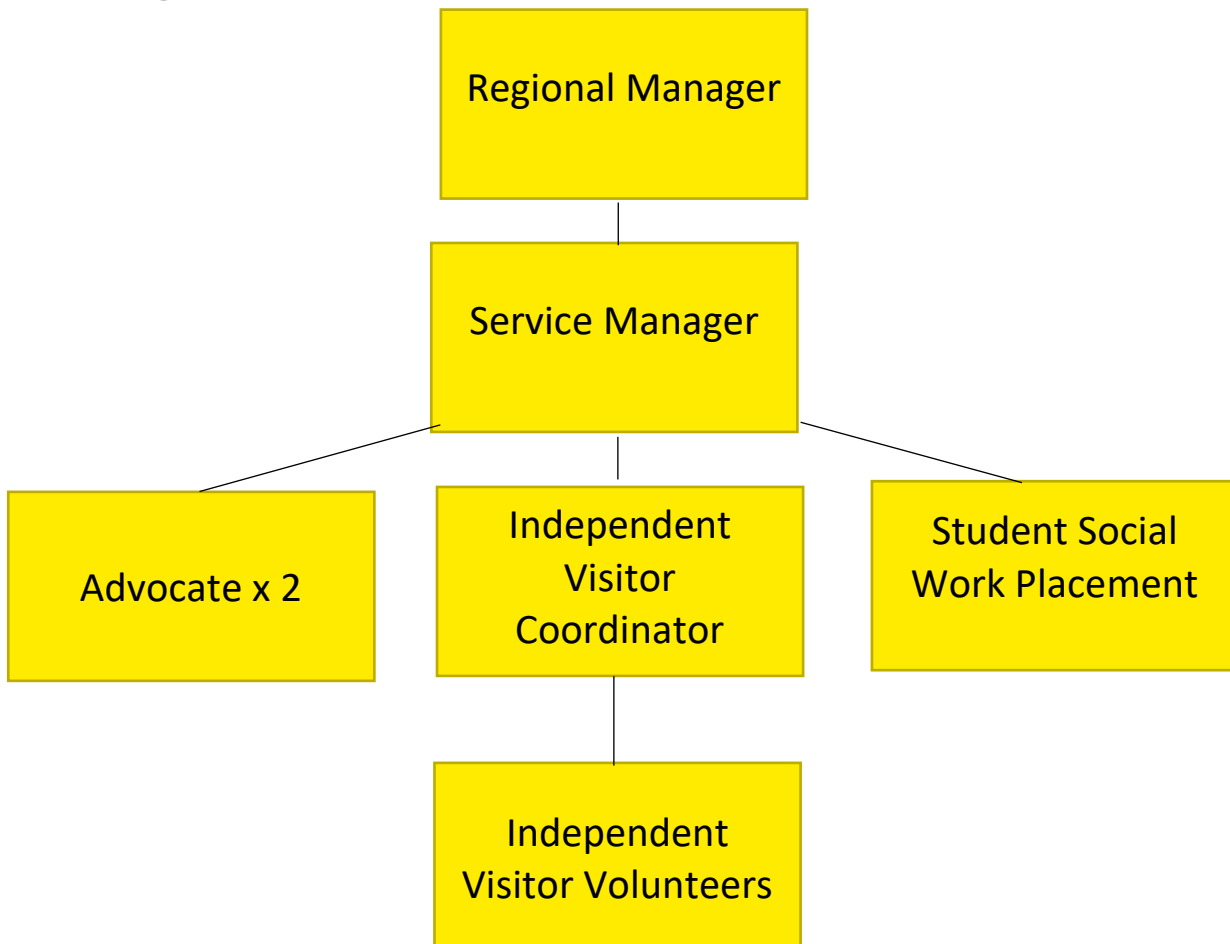 Regional Manager
Service Manager
Advocate x 2
Independent
Visitor
Coordinator
Student Social
Work Placement
Independent
Visitor Volunteers